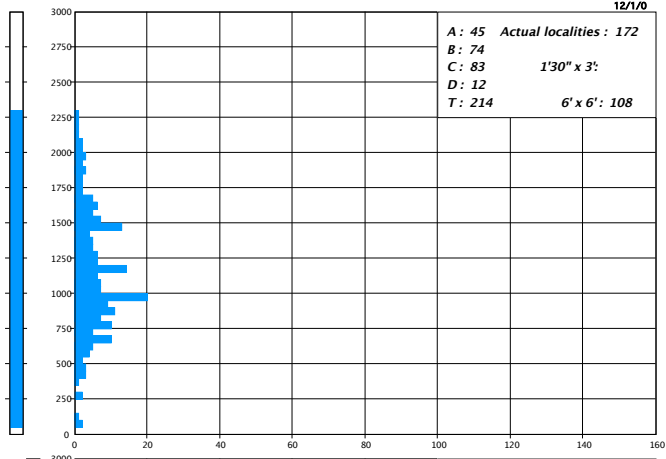 12/1/0
A : 45 Actual localities : 172
B : 74
C : 83 1'30" x 3':
D : 12
T : 214 6' x 6' : 108
3000
2750
2500
2250
2000
1750
1500
1250
1000
750
500
250
0
0 20 40 60 80 100 120 140 160
3000